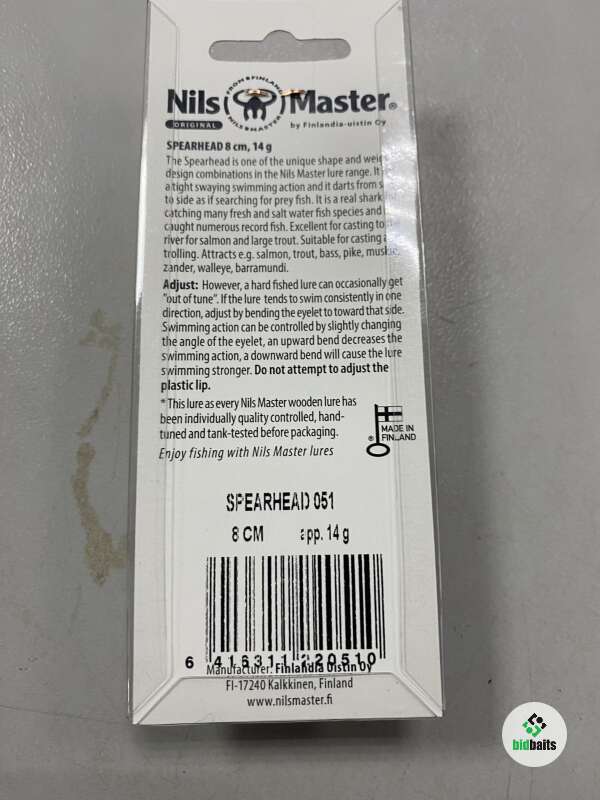 Nils Master®
FROM FINLAND
NILS MASTER
ORIGINAL
by Finlandia-uistin Oy
SPEARHEAD 8 cm, 14 g
The Spearhead is one of the unique shape and
design combinations in the Nils Master lure range. It
a tight swaying swimming action and it darts from
to side as if searching for prey fish. It is a real shark
catching many fresh and salt water fish species and
caught numerous record fish. Excellent for casting to
river for salmon and large trout. Suitable for casting
trolling. Attracts e.g. salmon, trout, bass, pike, muskie,
zander, walleye, barramundi.
Adjust: However, a hard fished lure can occasionally get
"out of tune". If the lure tends to swim consistently in one
direction, adjust by bending the eyelet to toward that side.
Swimming action can be controlled by slightly changing
the angle of the eyelet, an upward bend decreases the
swimming action, a downward bend will cause the lure
swimming stronger. Do not attempt to adjust the
plastic lip.
* This lure as every Nils Master wooden lure has
been individually quality controlled, hand-
tuned and tank-tested before packaging.
Enjoy fishing with Nils Master lures
MADE IN
® FINLAND
SPEARHEAD 051
8 CM app. 14 g
6 416311 220510
Manufacturer: Finlandia Uistin Oy
FI-17240 Kalkkinen, Finland
www.nilsmaster.fi
bidbaits